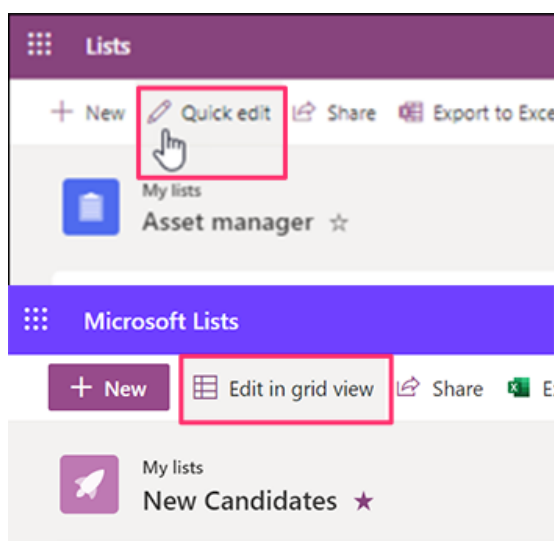 Lists
New Quick edit Share Export to Exce
My lists
Asset manager
Microsoft Lists
New Edit in grid view Share E
My lists
New Candidates